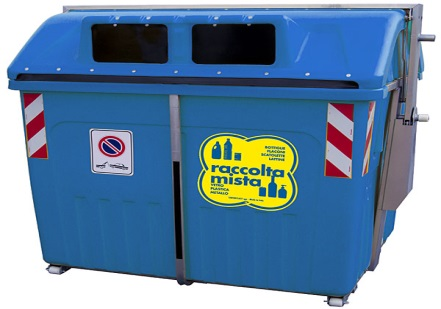 BOTTIGLIE
FLACONI
SCATOLETTE
LATTINE
raccolta
mista
VETRO
PLASTICA
METALLO